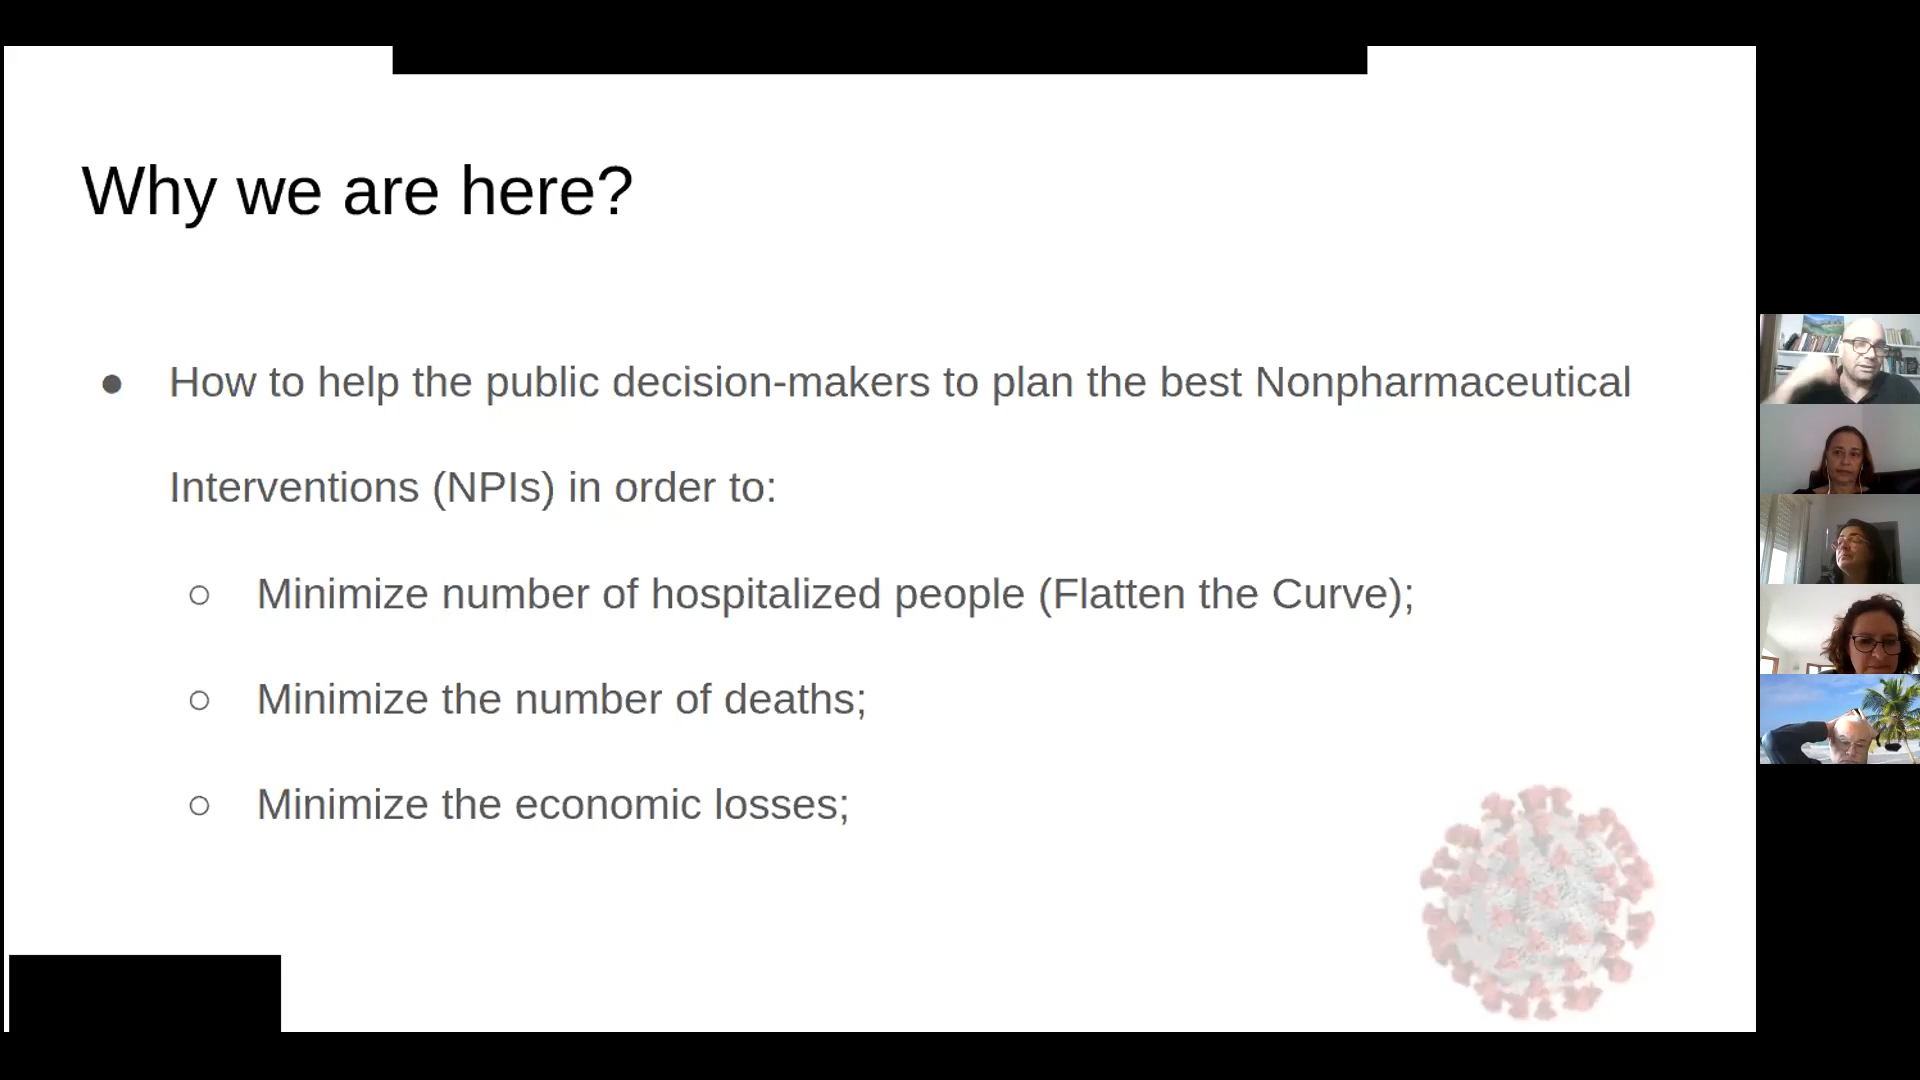 Why we are here?
● How to help the public decision-makers to plan the best Nonpharmaceutical
Interventions (NPIs) in order to:
○ Minimize number of hospitalized people (Flatten the Curve);
○ Minimize the number of deaths;
○ Minimize the economic losses;